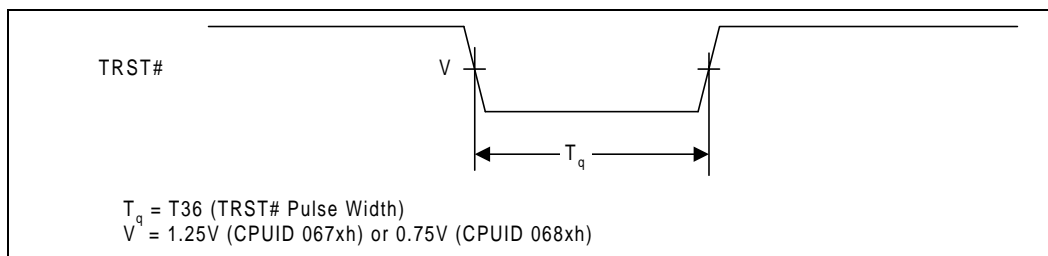 TRST#
V
Tq
Tq = T36 (TRST# Pulse Width)
V = 1.25V (CPUID 067xh) or 0.75V (CPUID 068xh)